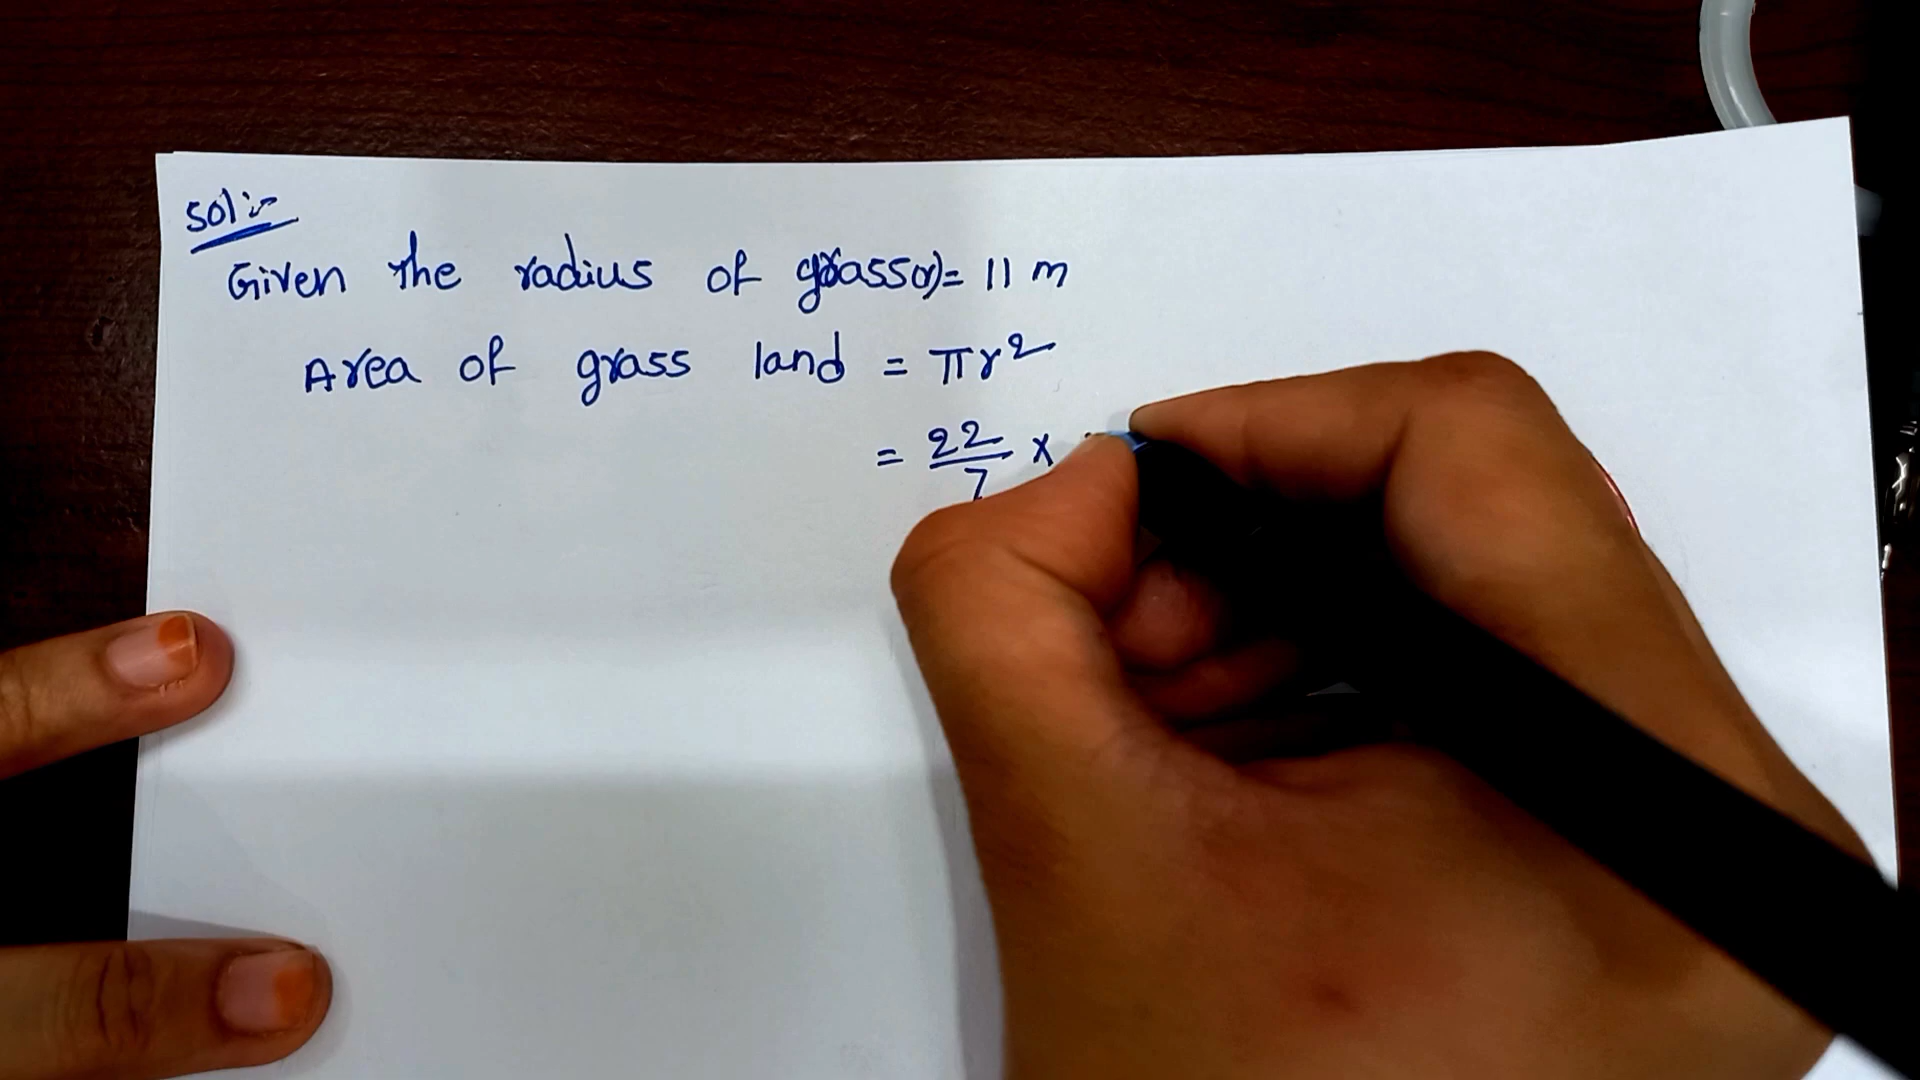 Sol:-
Given the radius of grass(r)= 11 m
Area of grass land = πr²
= 22/7 ×